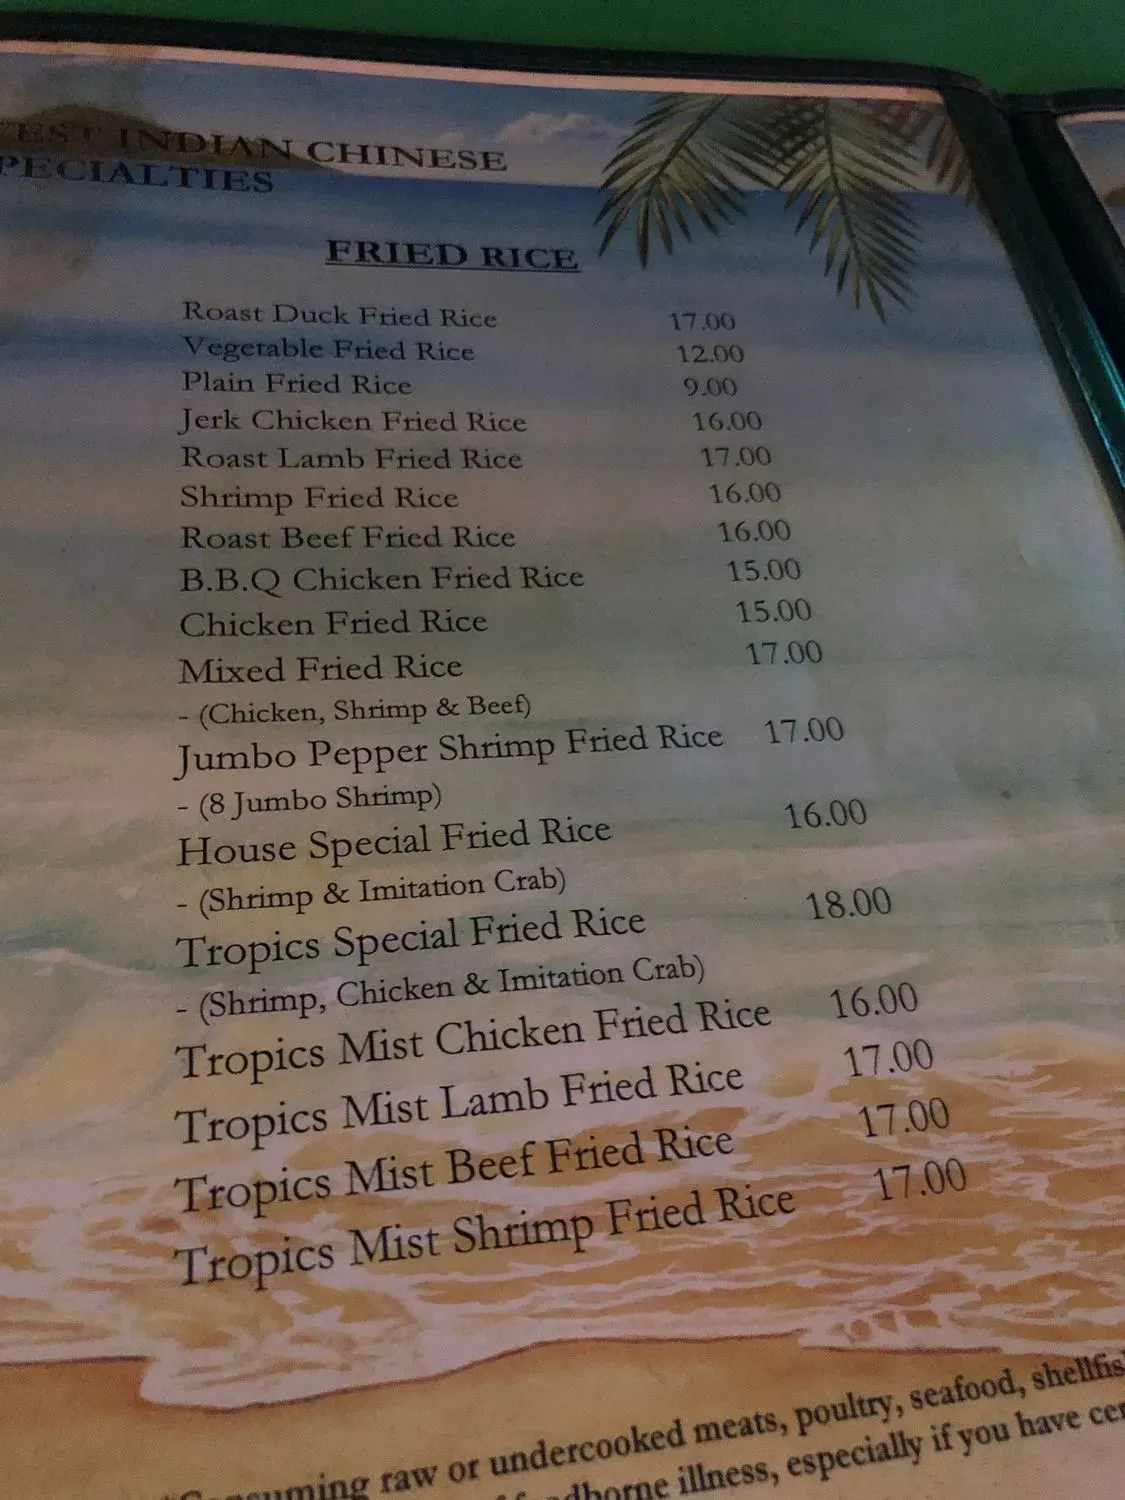 WEST INDIAN CHINESE
SPECIALTIES
FRIED RICE
Roast Duck Fried Rice 17.00
Vegetable Fried Rice 12.00
Plain Fried Rice 9.00
Jerk Chicken Fried Rice 16.00
Roast Lamb Fried Rice 17.00
Shrimp Fried Rice 16.00
Roast Beef Fried Rice 16.00
B.B.Q Chicken Fried Rice 15.00
Chicken Fried Rice 15.00
Mixed Fried Rice 17.00
- (Chicken, Shrimp & Beef)
Jumbo Pepper Shrimp Fried Rice 17.00
- (8 Jumbo Shrimp)
House Special Fried Rice 16.00
- (Shrimp & Imitation Crab)
Tropics Special Fried Rice 18.00
- (Shrimp, Chicken & Imitation Crab)
Tropics Mist Chicken Fried Rice 16.00
Tropics Mist Lamb Fried Rice 17.00
Tropics Mist Beef Fried Rice 17.00
Tropics Mist Shrimp Fried Rice 17.00
*Consuming raw or undercooked meats, poultry, seafood, shellfis
foodborne illness, especially if you have cer